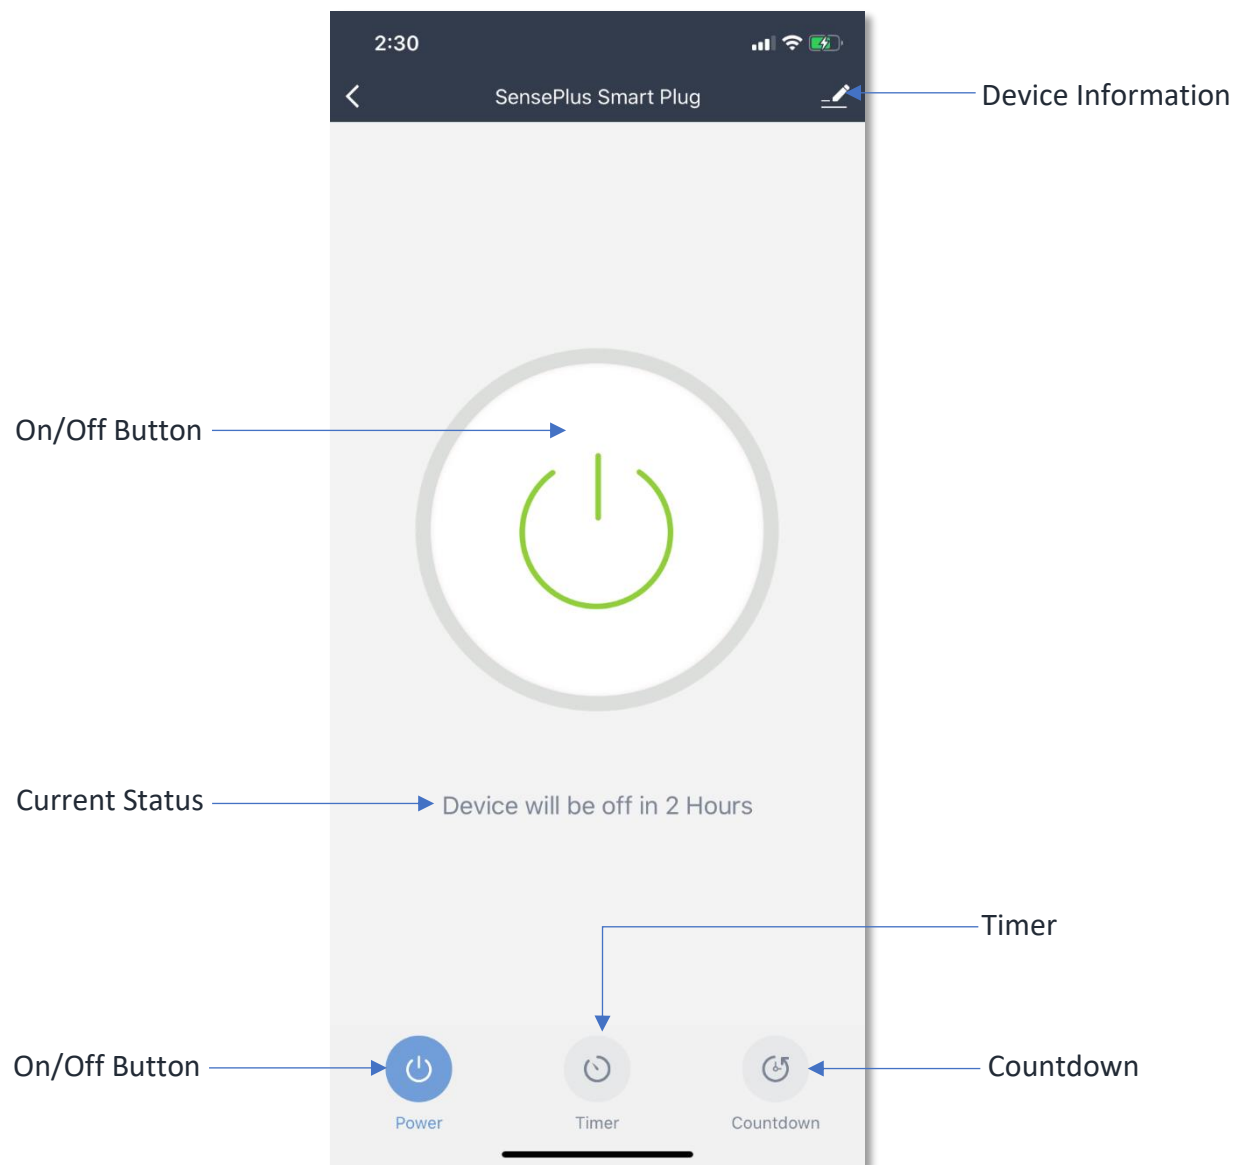 2:30
SensePlus Smart Plug
Device Information
On/Off Button
Current Status
Device will be off in 2 Hours
Timer
On/Off Button
Countdown
Power
Timer
Countdown